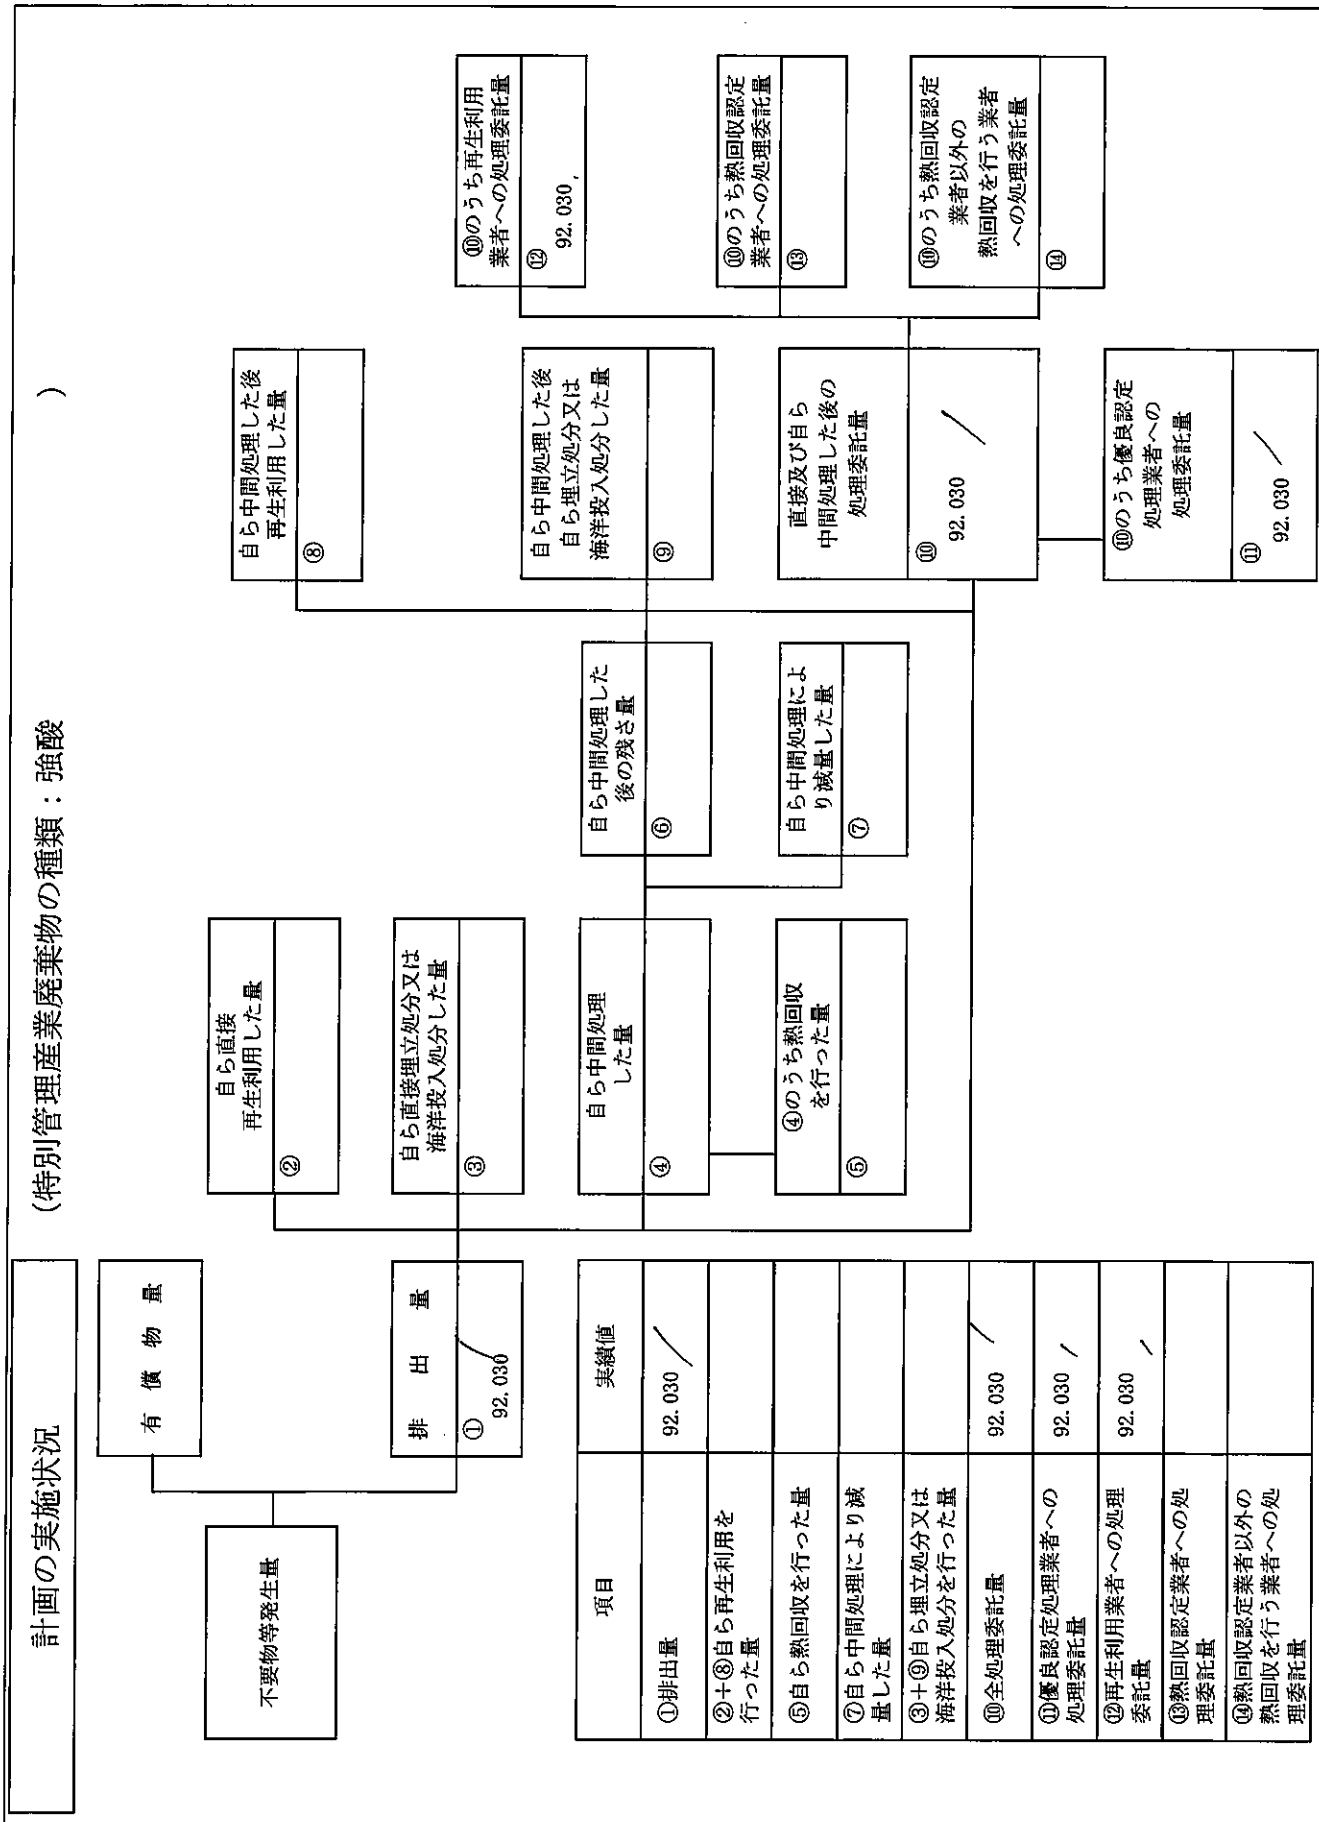 計画の実施状況
(特別管理産業廃棄物の種類：強酸 )
不要物等発生量
有償物量
排出量
①
92.030
自ら直接
再生利用した量
②
自ら直接埋立処分又は
海洋投入処分した量
③
自ら中間処理
した量
④
④のうち熱回収
を行った量
⑤
自ら中間処理した
後の残さ量
⑥
自ら中間処理によ
り減量した量
⑦
自ら中間処理した後
再生利用した量
⑧
自ら中間処理した後
自ら埋立処分又は
海洋投入処分した量
⑨
直接及び自ら
中間処理した後の
処理委託量
⑩
92.030
⑩のうち優良認定
処理業者への
処理委託量
⑪
92.030
⑩のうち再生利用
業者への処理委託量
⑫
92.030
⑩のうち熱回収認定
業者への処理委託量
⑬
⑩のうち熱回収認定
業者以外の
熱回収を行う業者
への処理委託量
⑭
項目 実績値
①排出量 92.030
②＋⑧自ら再生利用を
行った量
⑤自ら熱回収を行った量
⑦自ら中間処理により減
量した量
③＋⑨自ら埋立処分又は
海洋投入処分を行った量
⑩全処理委託量 92.030
⑪優良認定処理業者への
処理委託量 92.030
⑫再生利用業者への処理
委託量 92.030
⑬熱回収認定業者への処
理委託量
⑭熱回収認定業者以外の
熱回収を行う業者への処
理委託量